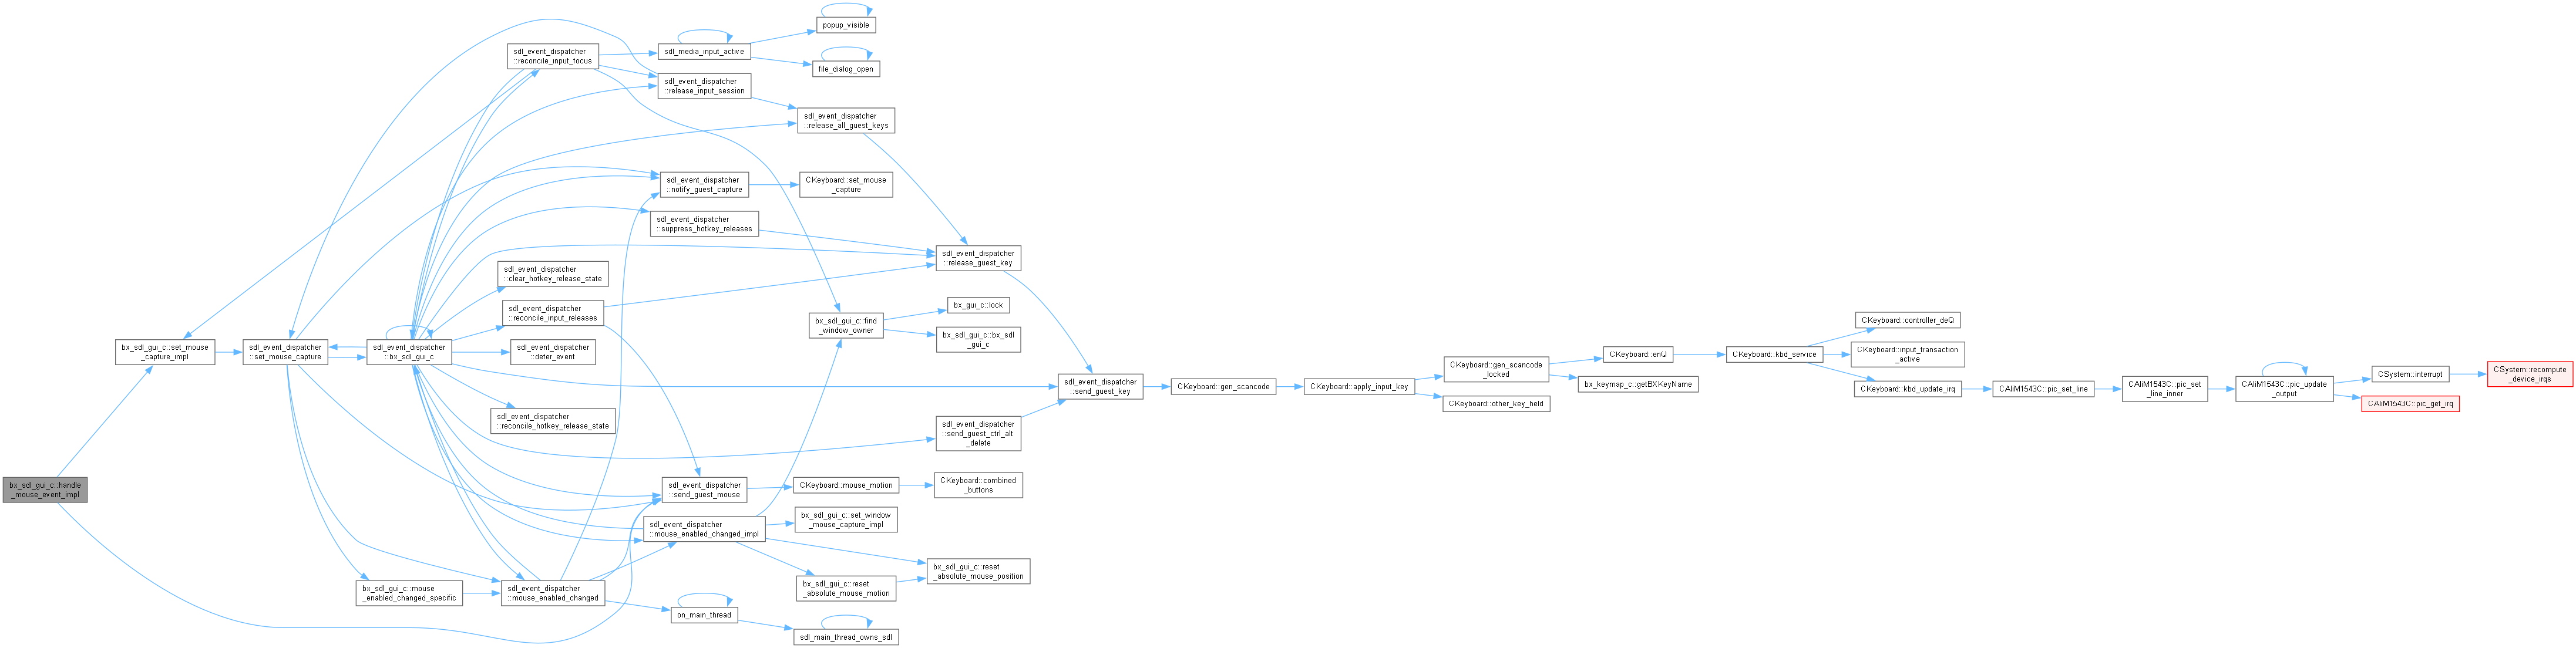 bx_sdl_gui_c::handle
_mouse_event_impl
bx_sdl_gui_c::set_mouse
_capture_impl
sdl_event_dispatcher
::set_mouse_capture
sdl_event_dispatcher
::bx_sdl_gui_c
bx_sdl_gui_c::mouse
_enabled_changed_specific
sdl_event_dispatcher
::reconcile_input_focus
sdl_event_dispatcher
::clear_hotkey_release_state
sdl_event_dispatcher
::reconcile_input_releases
sdl_event_dispatcher
::defer_event
sdl_event_dispatcher
::reconcile_hotkey_release_state
sdl_event_dispatcher
::mouse_enabled_changed
sdl_media_input_active
sdl_event_dispatcher
::release_input_session
sdl_event_dispatcher
::notify_guest_capture
sdl_event_dispatcher
::suppress_hotkey_releases
sdl_event_dispatcher
::send_guest_mouse
sdl_event_dispatcher
::mouse_enabled_changed_impl
on_main_thread
popup_visible
file_dialog_open
sdl_event_dispatcher
::release_all_guest_keys
CKeyboard::set_mouse
_capture
bx_sdl_gui_c::find
_window_owner
CKeyboard::mouse_motion
bx_sdl_gui_c::set_window
_mouse_capture_impl
bx_sdl_gui_c::reset
_absolute_mouse_motion
sdl_main_thread_owns_sdl
sdl_event_dispatcher
::release_guest_key
bx_gui_c::lock
bx_sdl_gui_c::bx_sdl
_gui_c
sdl_event_dispatcher
::send_guest_ctrl_alt
_delete
CKeyboard::combined
_buttons
bx_sdl_gui_c::reset
_absolute_mouse_position
sdl_event_dispatcher
::send_guest_key
CKeyboard::gen_scancode
CKeyboard::apply_input_key
CKeyboard::gen_scancode
_locked
CKeyboard::other_key_held
CKeyboard::enQ
bx_keymap_c::getBXKeyName
CKeyboard::kbd_service
CKeyboard::controller_deQ
CKeyboard::input_transaction
_active
CKeyboard::kbd_update_irq
CAliM1543C::pic_set_line
CAliM1543C::pic_set
_line_inner
CAliM1543C::pic_update
_output
CSystem::interrupt
CAliM1543C::pic_get_irq
CSystem::recompute
_device_irqs